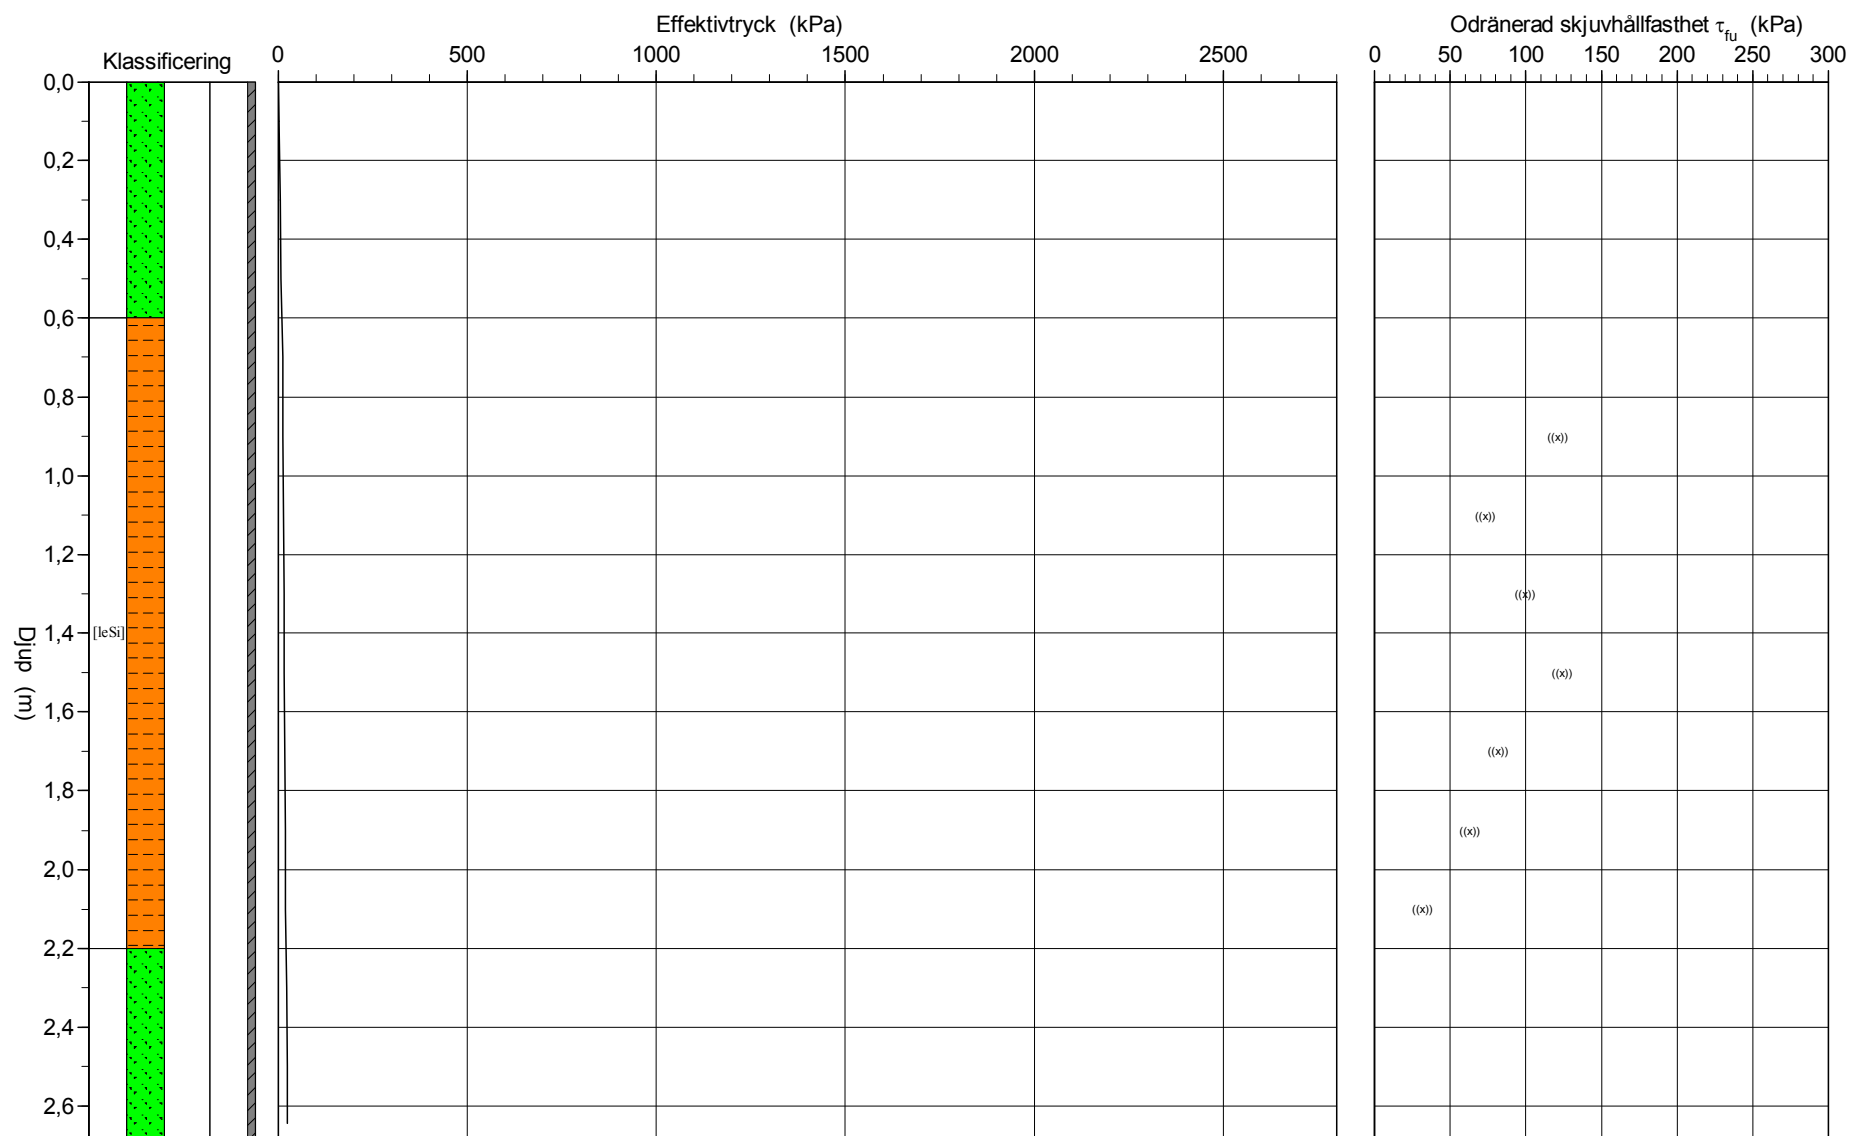 Effektivtryck (kPa)
Odränerad skjuvhållfasthet τfu (kPa)
Klassificering
0 500 1000 1500 2000 2500
0 50 100 150 200 250 300
0,0
0,2
0,4
0,6
0,8
((x))
1,0
((x))
1,2
((x))
1,4
[leSi]
((x))
1,6
((x))
1,8
((x))
2,0
((x))
2,2
2,4
2,6
Djup (m)